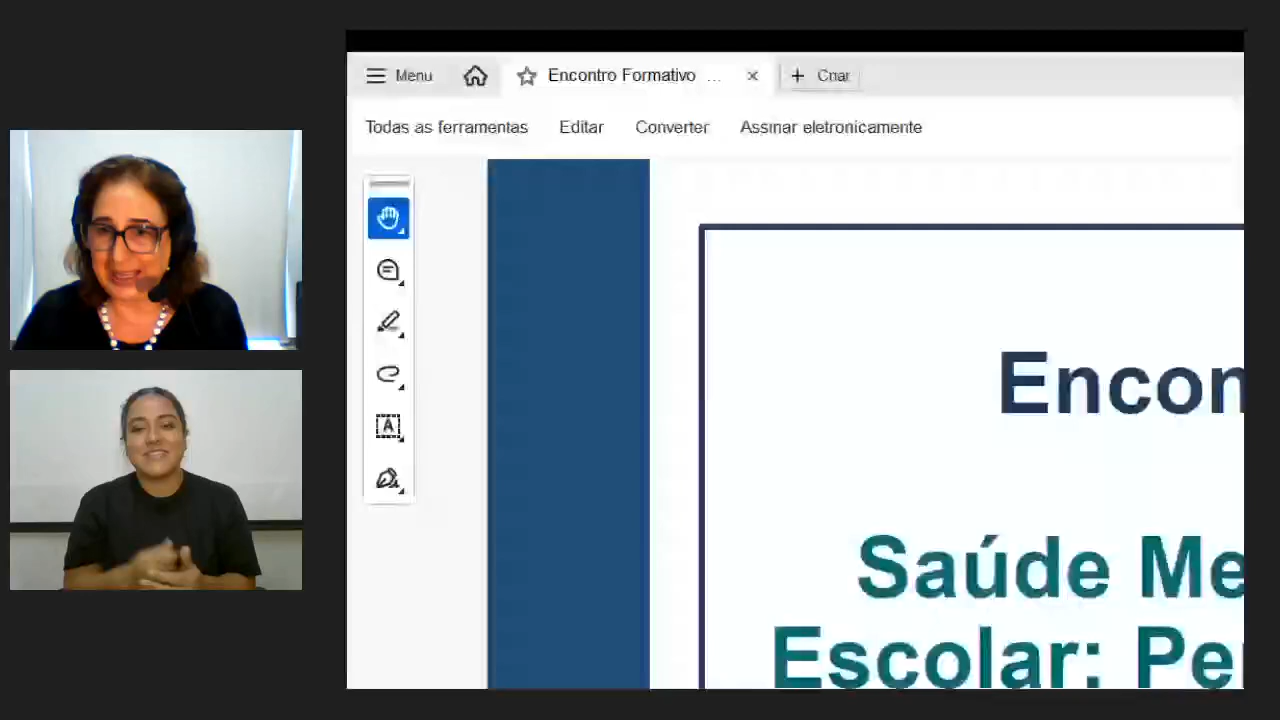 Menu
Encontro Formativo ...
Criar
Todas as ferramentas Editar Converter Assinar eletronicamente
A
Encon
Saúde Me
Escolar: Pe